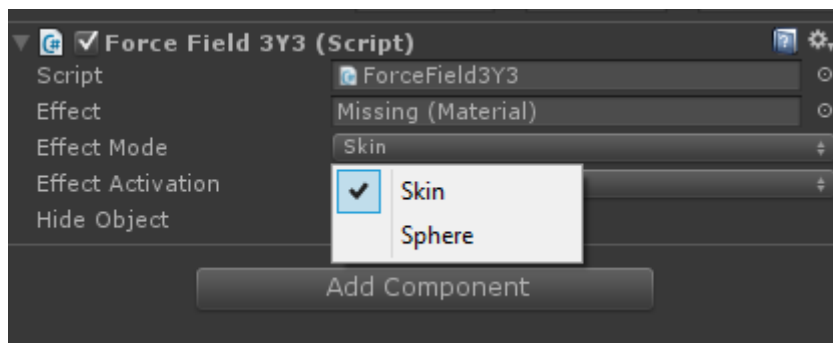 Force Field 3Y3 (Script)
Script ForceField3Y3
Effect Missing (Material)
Effect Mode Skin
Effect Activation
Skin
Hide Object
Sphere
Add Component